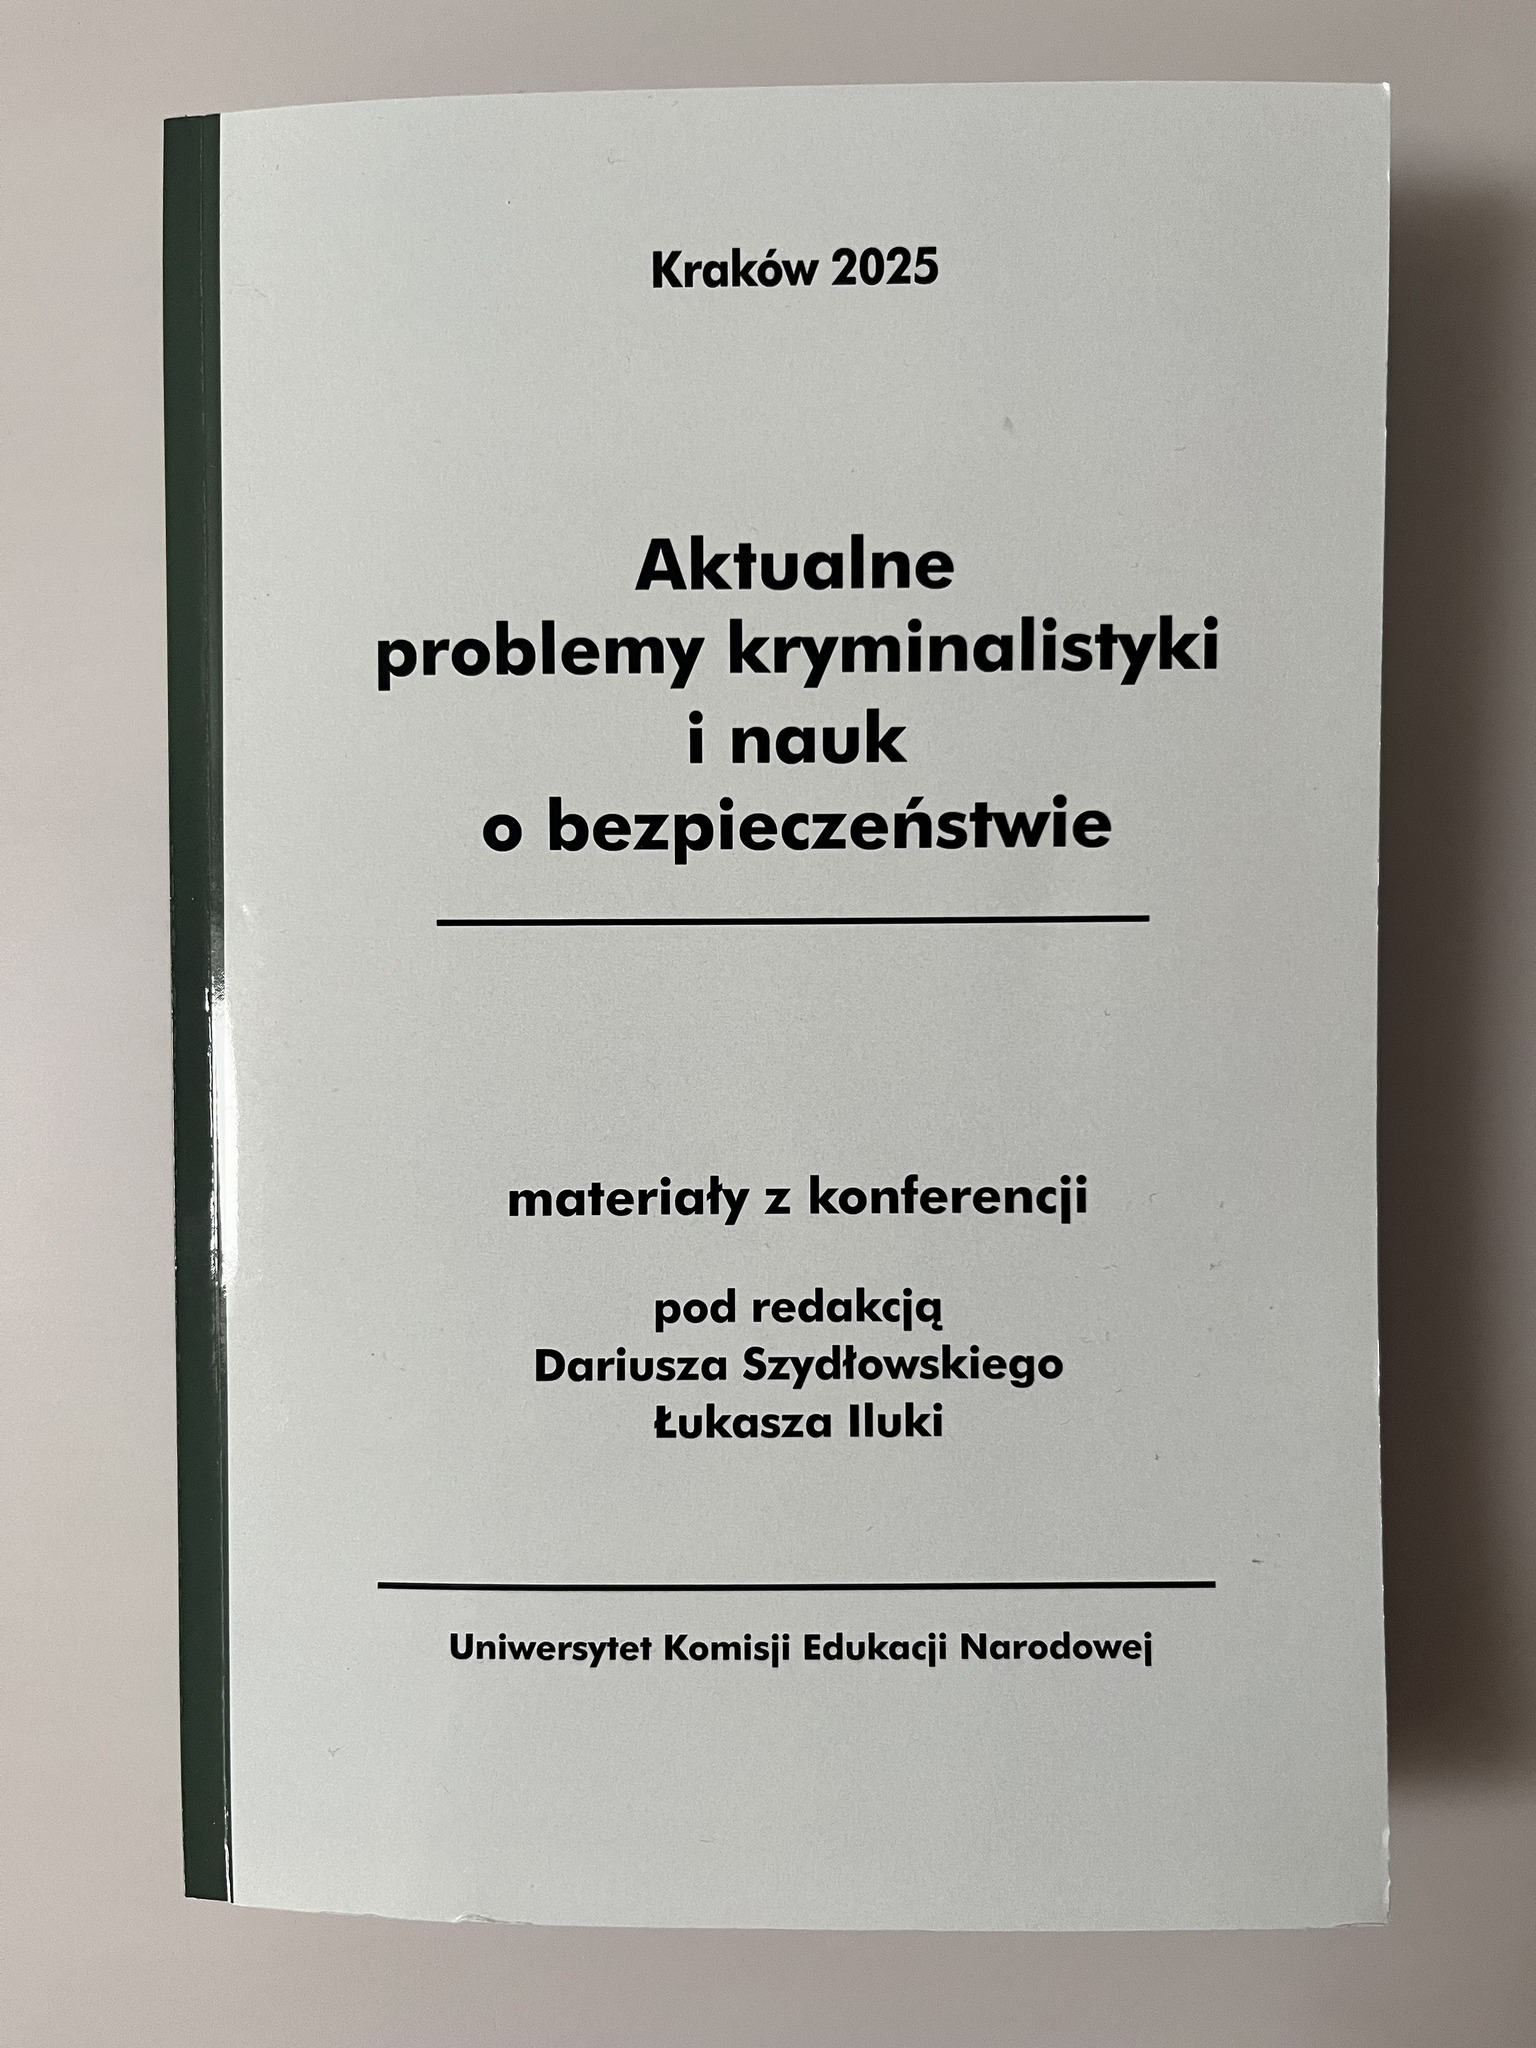 Kraków 2025
Aktualne
problemy kryminalistyki
i nauk
o bezpieczeństwie
materiały z konferencji
pod redakcją
Dariusza Szydłowskiego
Łukasza Iluki
Uniwersytet Komisji Edukacji Narodowej